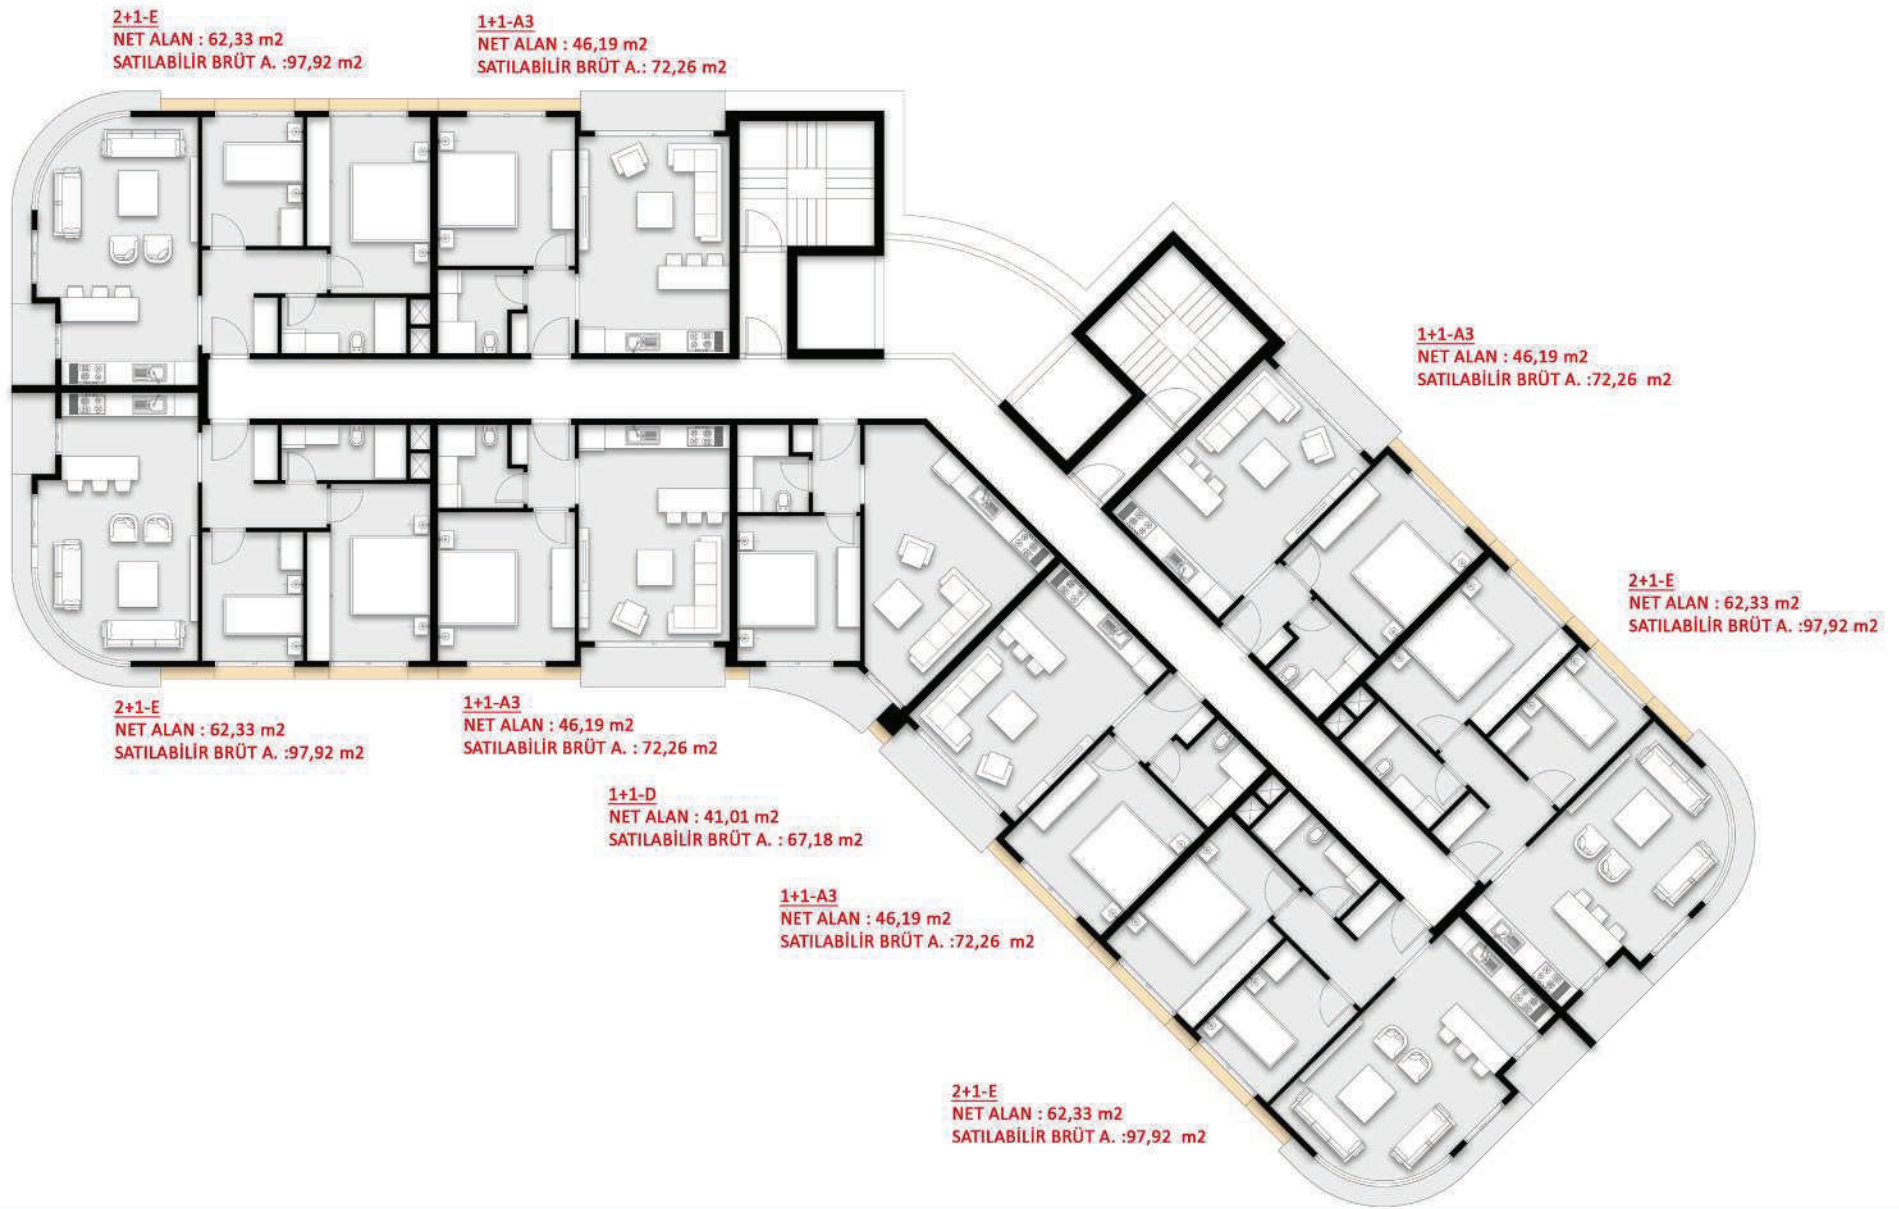 2+1-E
NET ALAN : 62,33 m2
SATILABİLİR BRÜT A. :97,92 m2
1+1-A3
NET ALAN : 46,19 m2
SATILABİLİR BRÜT A.: 72,26 m2
1+1-A3
NET ALAN : 46,19 m2
SATILABİLİR BRÜT A. :72,26 m2
2+1-E
NET ALAN : 62,33 m2
SATILABİLİR BRÜT A. :97,92 m2
2+1-E
NET ALAN : 62,33 m2
SATILABİLİR BRÜT A. :97,92 m2
1+1-A3
NET ALAN : 46,19 m2
SATILABİLİR BRÜT A. : 72,26 m2
1+1-D
NET ALAN : 41,01 m2
SATILABİLİR BRÜT A. : 67,18 m2
1+1-A3
NET ALAN : 46,19 m2
SATILABİLİR BRÜT A. :72,26 m2
2+1-E
NET ALAN : 62,33 m2
SATILABİLİR BRÜT A. :97,92 m2